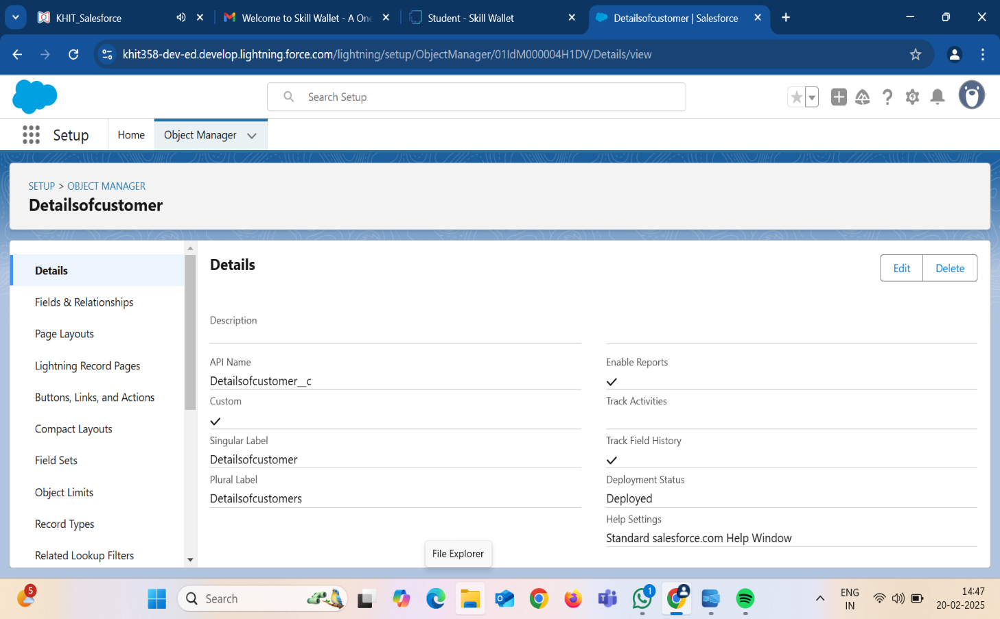 KHIT_Salesforce
Welcome to Skill Wallet - A One
Student - Skill Wallet
Detailsofcustomer | Salesforce
khit358-dev-ed.develop.lightning.force.com/lightning/setup/ObjectManager/01IdM000004H1DV/Details/view
Search Setup
Setup
Home
Object Manager
SETUP > OBJECT MANAGER
Detailsofcustomer
Details
Fields & Relationships
Page Layouts
Lightning Record Pages
Buttons, Links, and Actions
Compact Layouts
Field Sets
Object Limits
Record Types
Related Lookup Filters
Details
Edit
Delete
Description
API Name
Detailsofcustomer__c
Custom
Singular Label
Detailsofcustomer
Plural Label
Detailsofcustomers
Enable Reports
Track Activities
Track Field History
Deployment Status
Deployed
Help Settings
Standard salesforce.com Help Window
File Explorer
5
Search
1
ENG
IN
14:47
20-02-2025